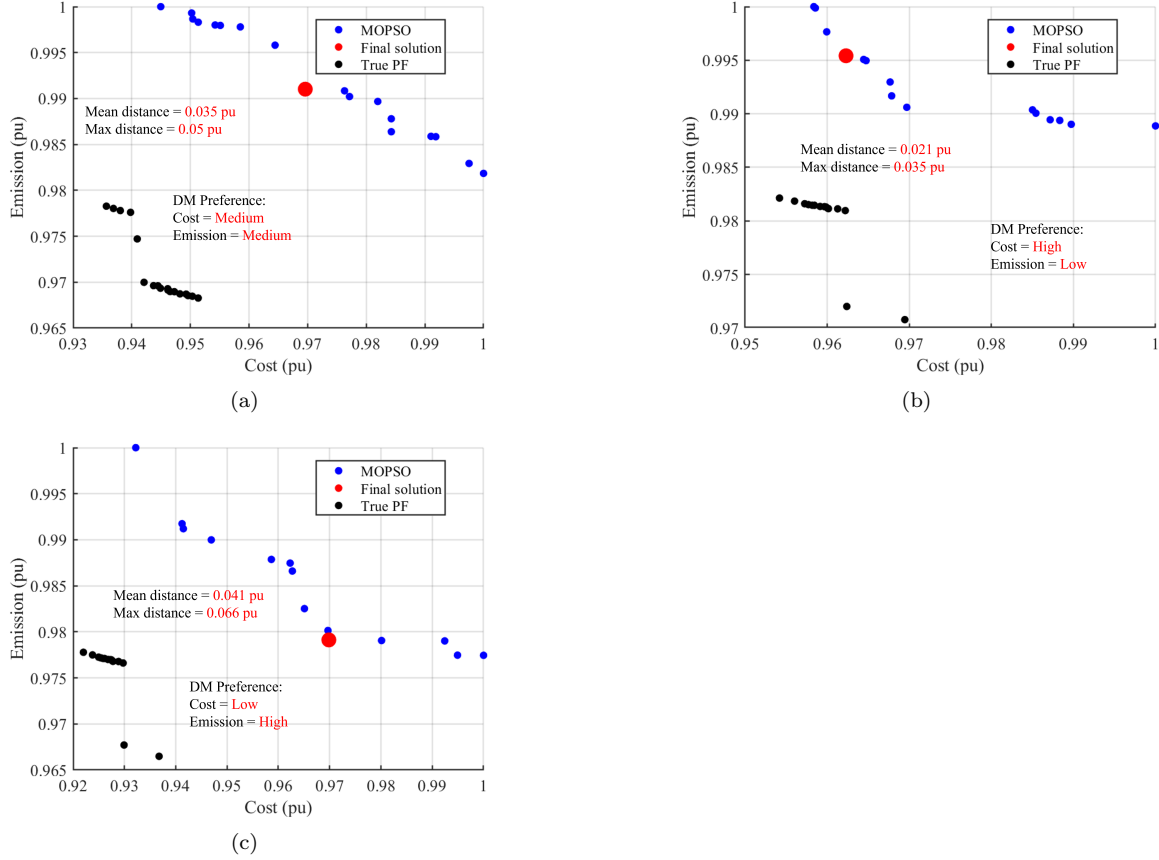 1
0.995
0.99
0.985
0.98
0.975
0.97
0.965
Emission (pu)
MOPSO
Final solution
True PF
Mean distance = 0.035 pu
Max distance = 0.05 pu
DM Preference:
Cost = Medium
Emission = Medium
0.93 0.94 0.95 0.96 0.97 0.98 0.99 1
Cost (pu)
(a)
1
0.995
0.99
0.985
0.98
0.975
0.97
Emission (pu)
MOPSO
Final solution
True PF
Mean distance = 0.021 pu
Max distance = 0.035 pu
DM Preference:
Cost = High
Emission = Low
0.95 0.96 0.97 0.98 0.99 1
Cost (pu)
(b)
1
0.995
0.99
0.985
0.98
0.975
0.97
0.965
Emission (pu)
MOPSO
Final solution
True PF
Mean distance = 0.041 pu
Max distance = 0.066 pu
DM Preference:
Cost = Low
Emission = High
0.92 0.93 0.94 0.95 0.96 0.97 0.98 0.99 1
Cost (pu)
(c)